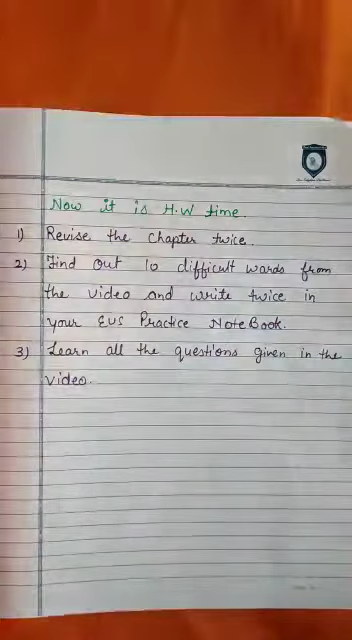 Now it is H.W time.
1) Revise the chapter twice.
2) Find out 10 difficult words from
the video and write twice in
your EVS Practice NoteBook.
3) Learn all the questions given in the
video.